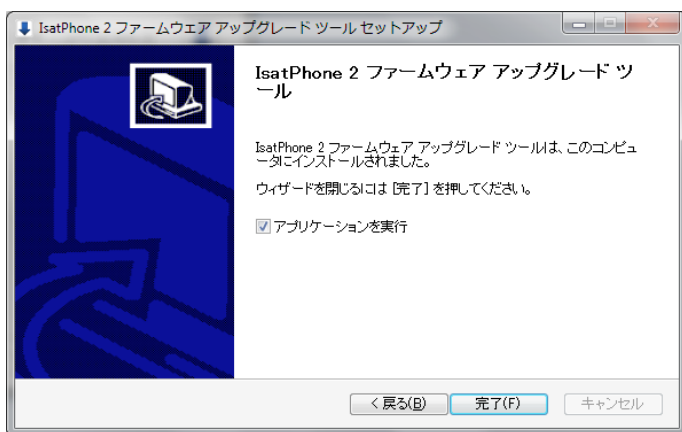 IsatPhone 2 ファームウェア アップグレード ツール セットアップ
IsatPhone 2 ファームウェア アップグレード ツ
ール
IsatPhone 2 ファームウェア アップグレード ツールは、このコンピュ
ータにインストールされました。
ウィザードを閉じるには [完了] を押してください。
アプリケーションを実行
< 戻る(B)
完了(F)
キャンセル